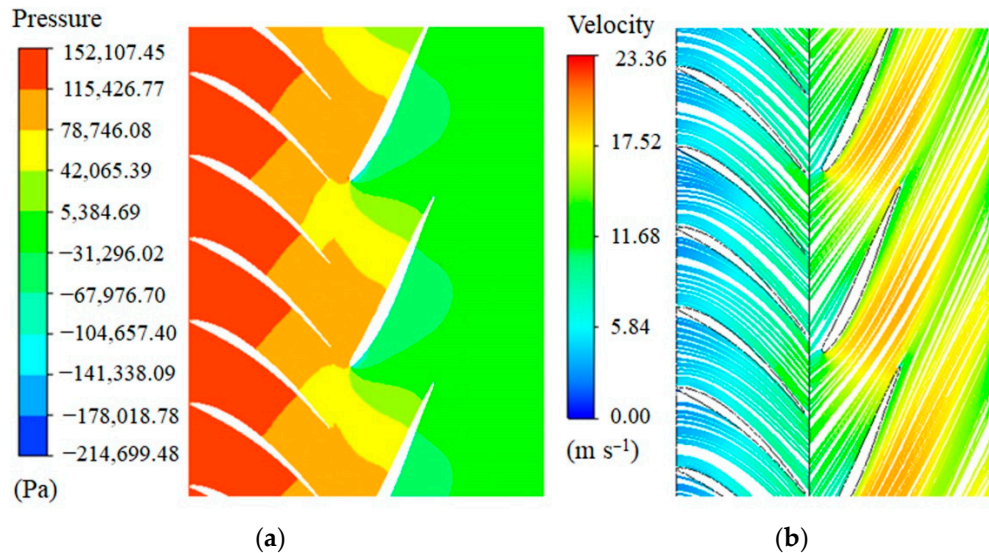 Pressure
152,107.45
115,426.77
78,746.08
42,065.39
5,384.69
−31,296.02
−67,976.70
−104,657.40
−141,338.09
−178,018.78
−214,699.48
(Pa)
(a)
Velocity
23.36
17.52
11.68
5.84
0.00
(m s⁻¹)
(b)